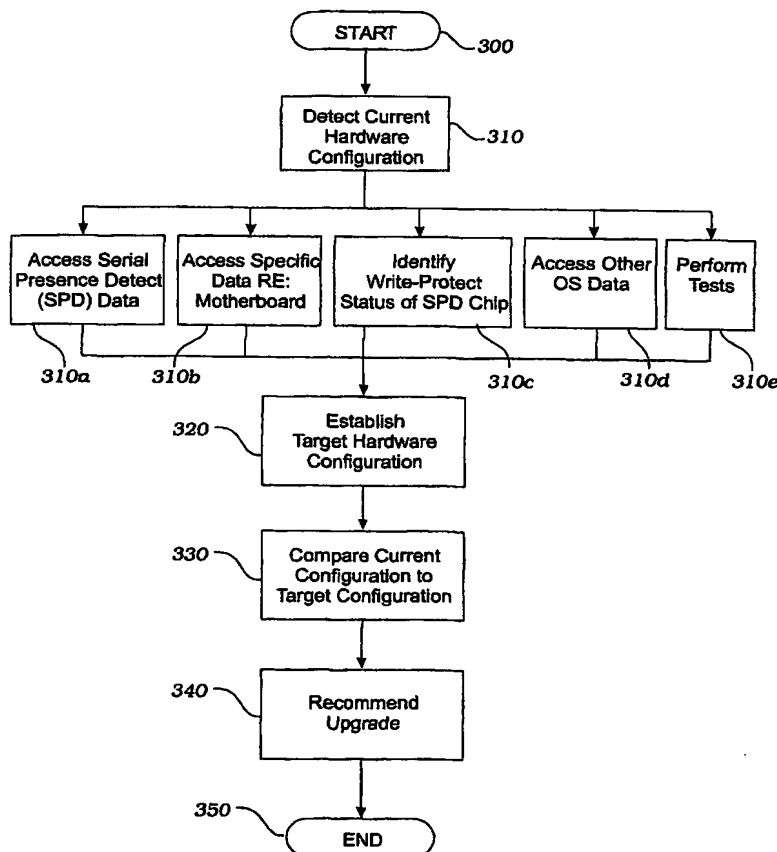 START
300
Detect Current
Hardware
Configuration
310
Access Serial
Presence Detect
(SPD) Data
310a
Access Specific
Data RE:
Motherboard
310b
Identify
Write-Protect
Status of SPD Chip
310c
Access Other
OS Data
310d
Perform
Tests
310e
320
Establish
Target Hardware
Configuration
330
Compare Current
Configuration to
Target Configuration
340
Recommend
Upgrade
350
END